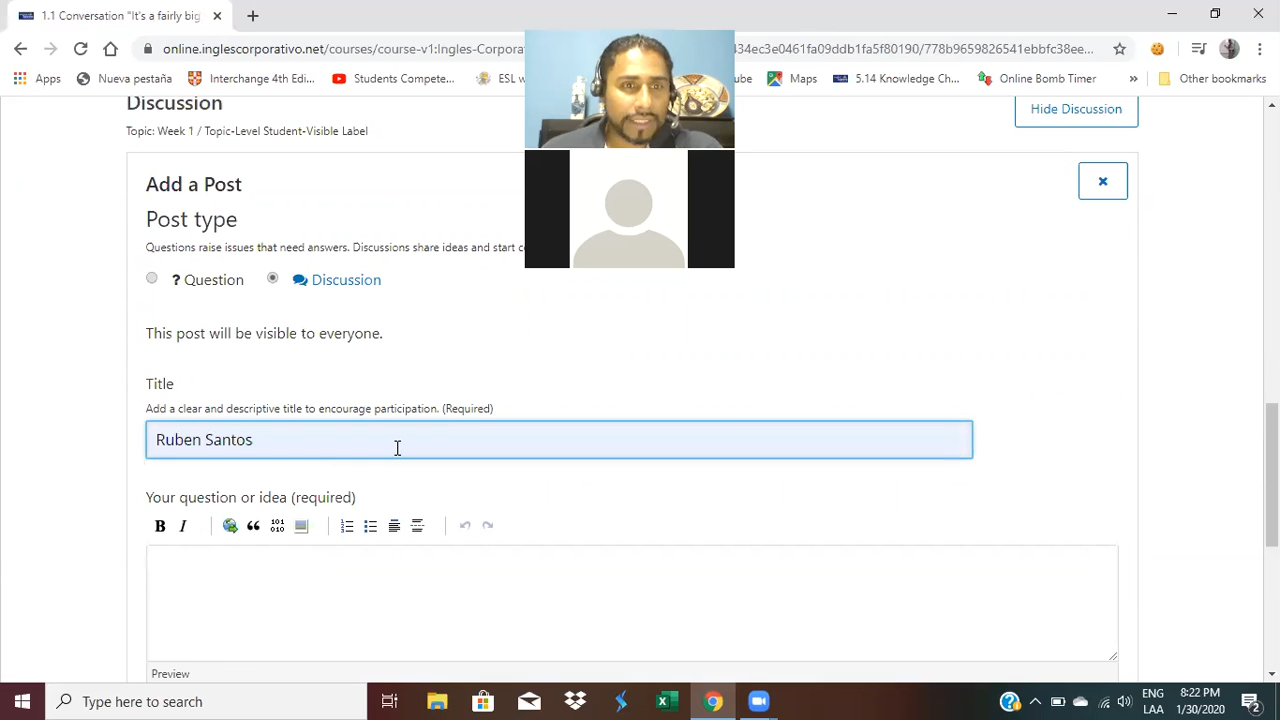 1.1 Conversation "It's a fairly big
online.inglescorporativo.net/courses/course-v1:Ingles-Corpora
434ec3e0461fa09ddb1fa5f80190/778b9659826541ebbfc38ee...
Apps
Nueva pestaña
Interchange 4th Edi...
Students Compete...
ESL w
be
Maps
5.14 Knowledge Ch...
Online Bomb Timer
»
Other bookmarks
Discussion
Hide Discussion
Topic: Week 1 / Topic-Level Student-Visible Label
Add a Post
Post type
Questions raise issues that need answers. Discussions share ideas and start c
? Question
Discussion
This post will be visible to everyone.
Title
Add a clear and descriptive title to encourage participation. (Required)
Ruben Santos
Your question or idea (required)
B I
Preview
Type here to search
ENG
LAA
8:22 PM
1/30/2020
2